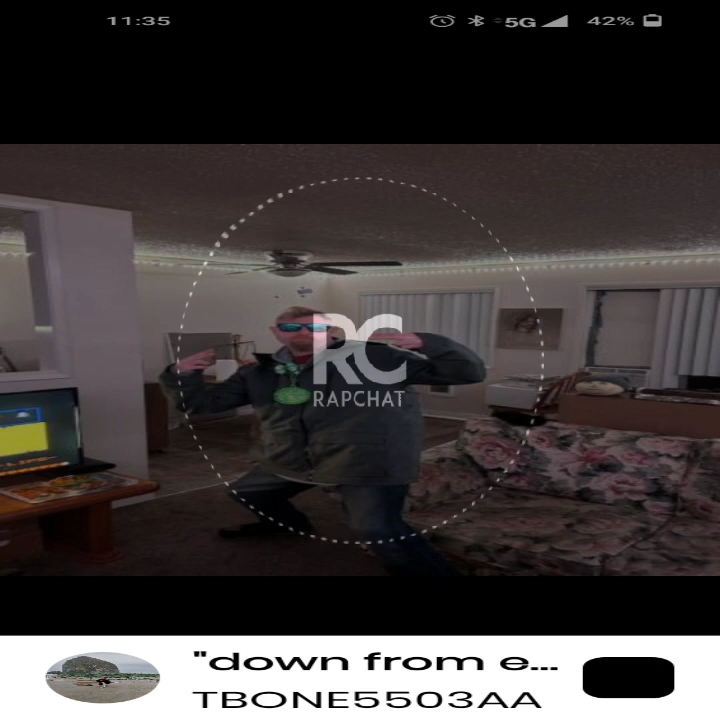 11:35 5G 42%
RC
RAPCHAT
"down from e...
TBONE5503AA